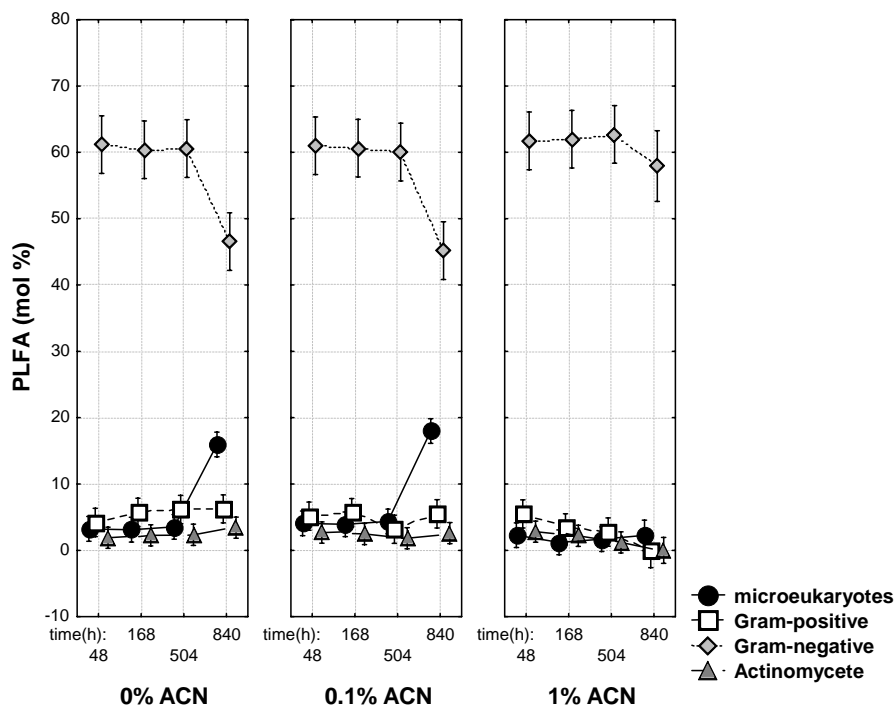 80
70
60
50
40
30
20
10
0
-10
PLFA (mol %)
time(h): 168 840
48 504
time(h): 168 840
48 504
time(h): 168 840
48 504
0% ACN
0.1% ACN
1% ACN
microeukaryotes
Gram-positive
Gram-negative
Actinomycete